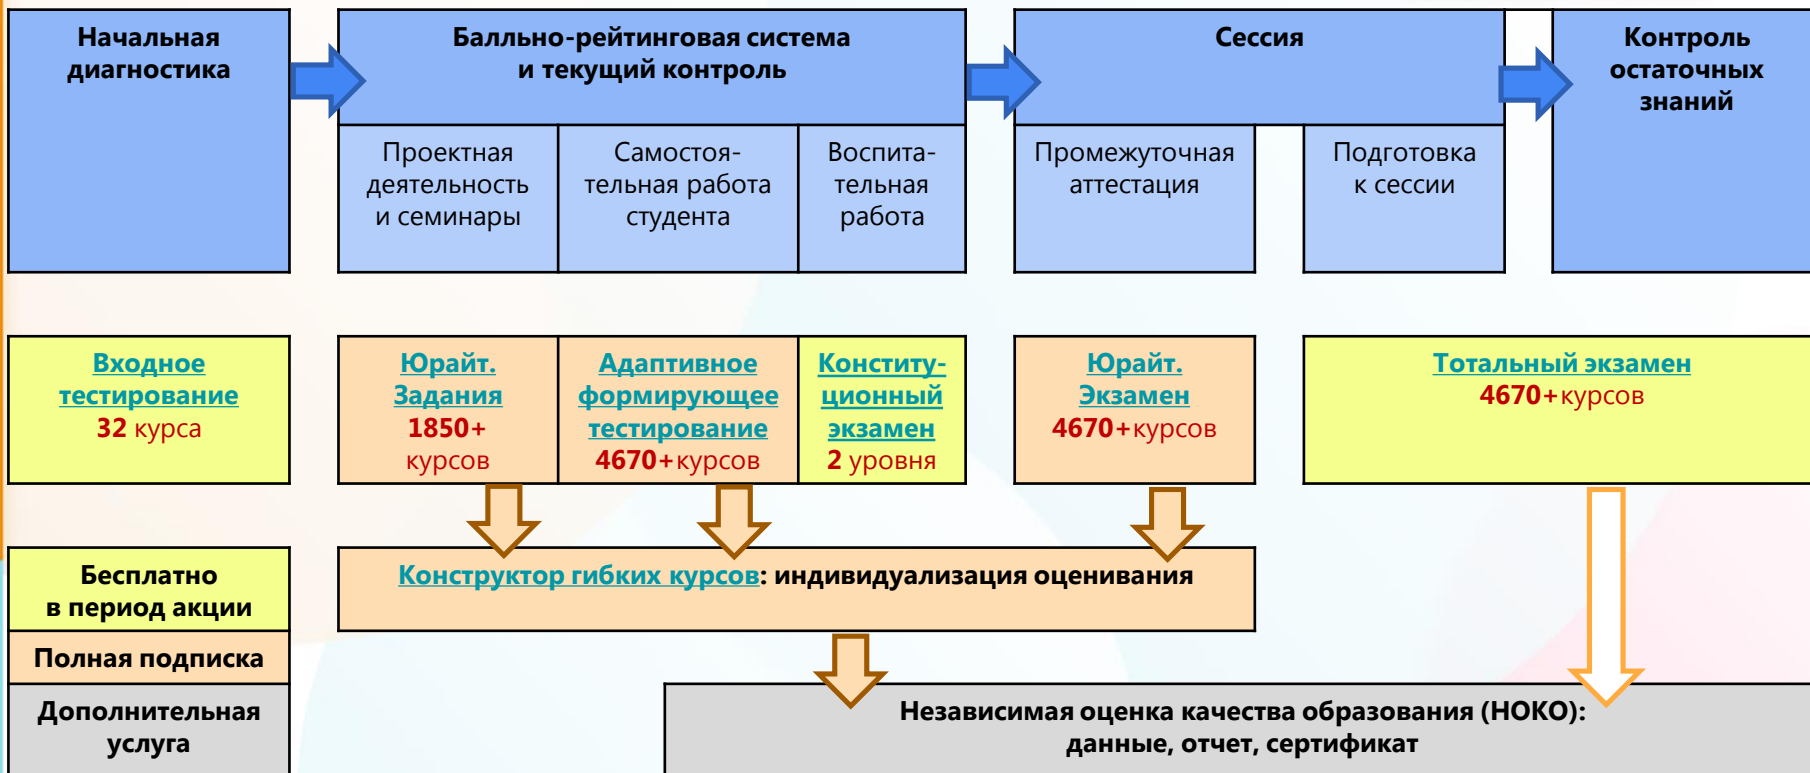 Начальная
диагностика
Балльно-рейтинговая система
и текущий контроль
Сессия
Контроль
остаточных
знаний
Проектная
деятельность
и семинары
Самостоя-
тельная работа
студента
Воспита-
тельная
работа
Промежуточная
аттестация
Подготовка
к сессии
Входное
тестирование
32 курса
Юрайт.
Задания
1850+
курсов
Адаптивное
формирующее
тестирование
4670+курсов
Конститу-
ционный
экзамен
2 уровня
Юрайт.
Экзамен
4670+курсов
Тотальный экзамен
4670+курсов
Бесплатно
в период акции
Полная подписка
Дополнительная
услуга
Конструктор гибких курсов: индивидуализация оценивания
Независимая оценка качества образования (НОКО):
данные, отчет, сертификат